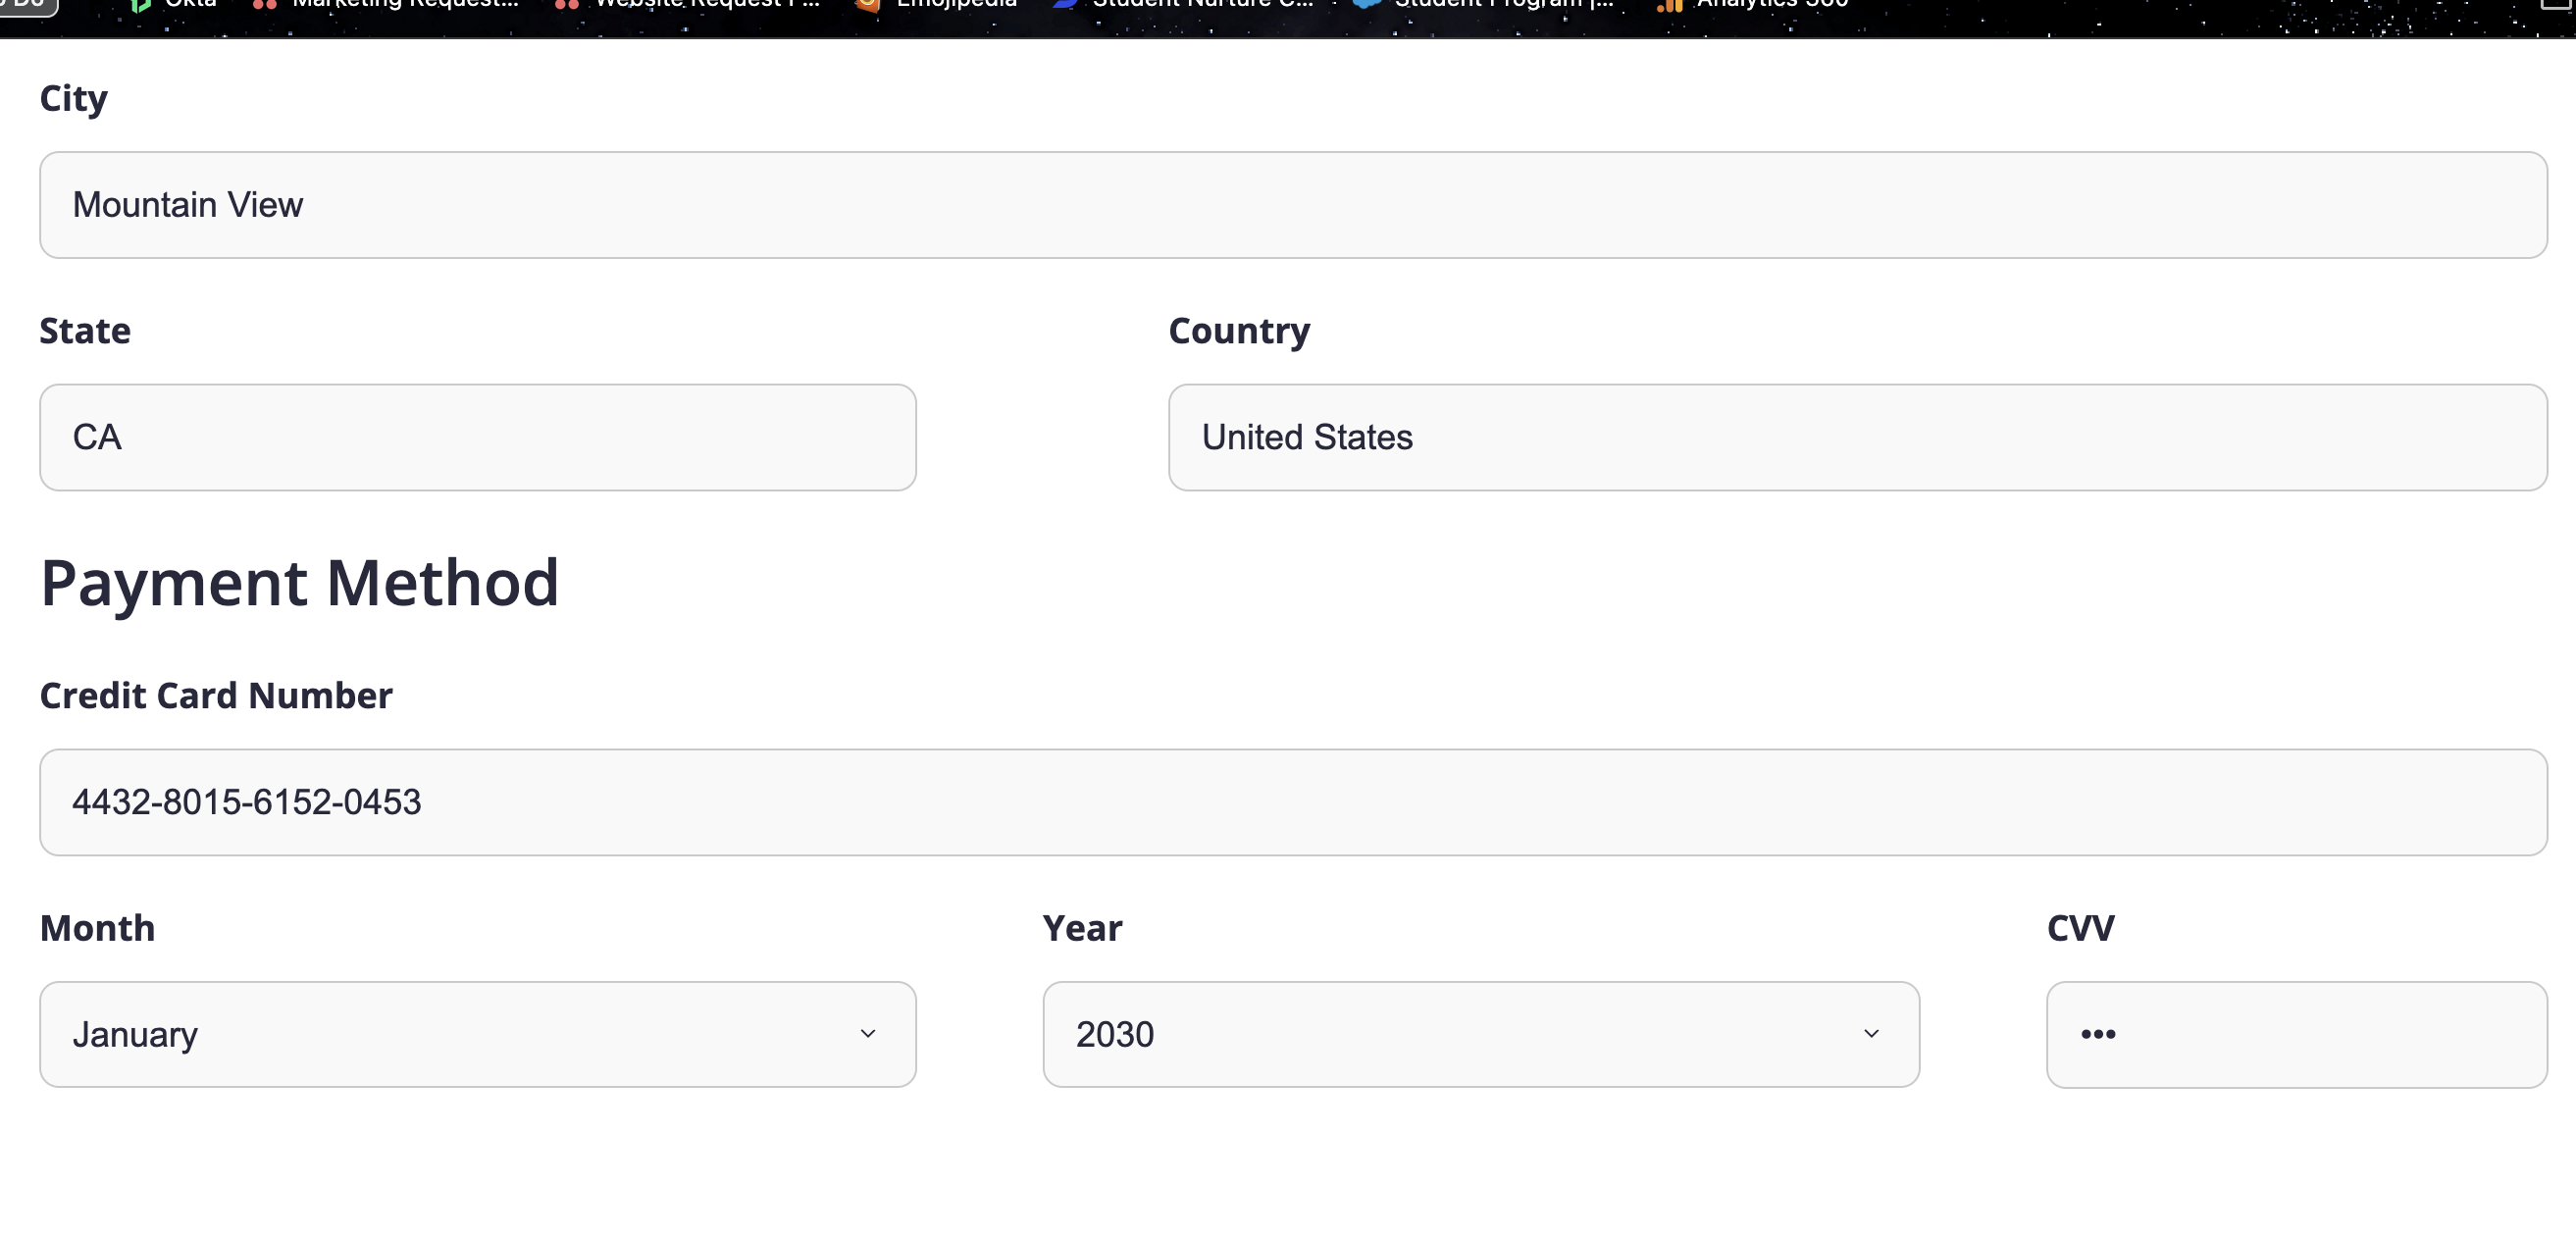 Okta Marketing Request... Website Request F... Emojipedia Student Nurture C... Student Program |... Analytics 360
City
Mountain View
State Country
CA United States
Payment Method
Credit Card Number
4432-8015-6152-0453
Month Year CVV
January 2030 •••